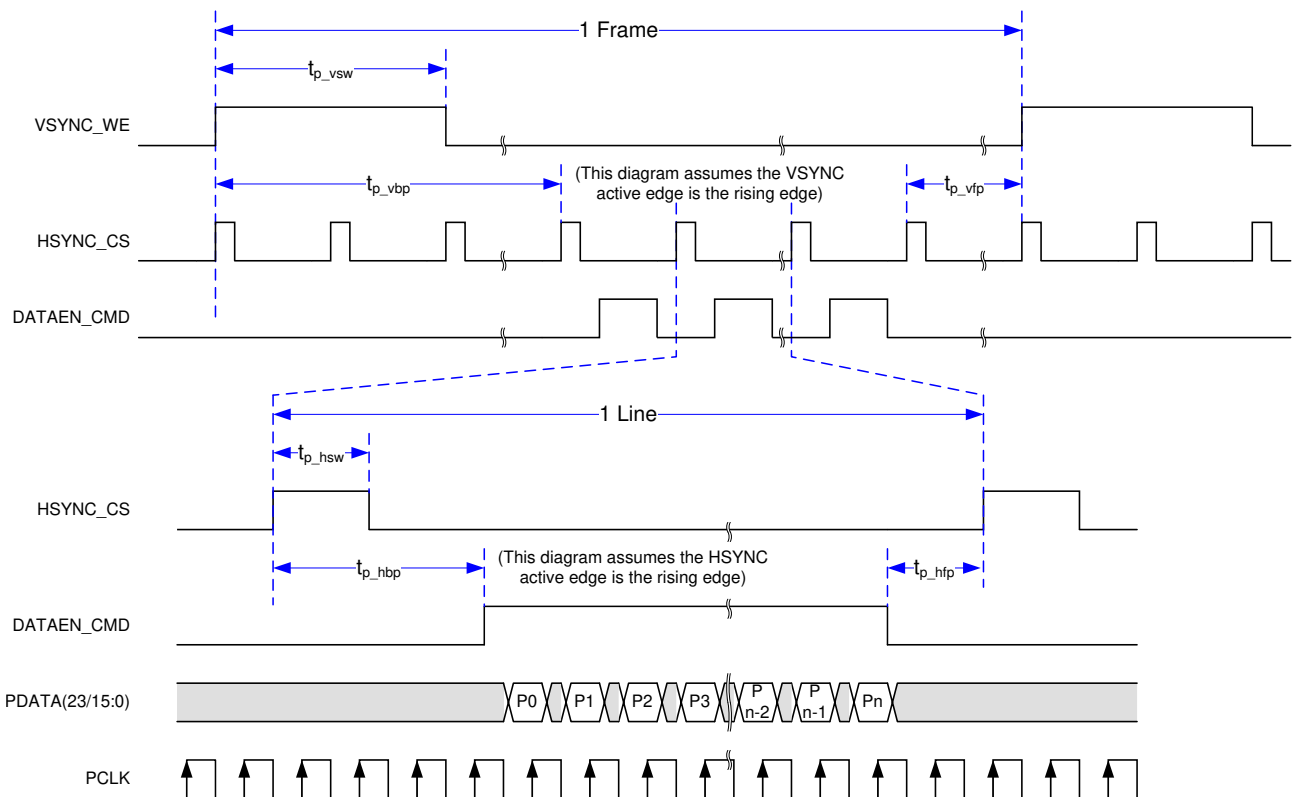 1 Frame
tp_vsw
VSYNC_WE
tp_vbp
(This diagram assumes the VSYNC
active edge is the rising edge)
tp_vfp
HSYNC_CS
DATAEN_CMD
1 Line
tp_hsw
HSYNC_CS
tp_hbp
(This diagram assumes the HSYNC
active edge is the rising edge)
tp_hfp
DATAEN_CMD
PDATA(23/15:0)
P0
P1
P2
P3
P
n-2
P
n-1
Pn
PCLK